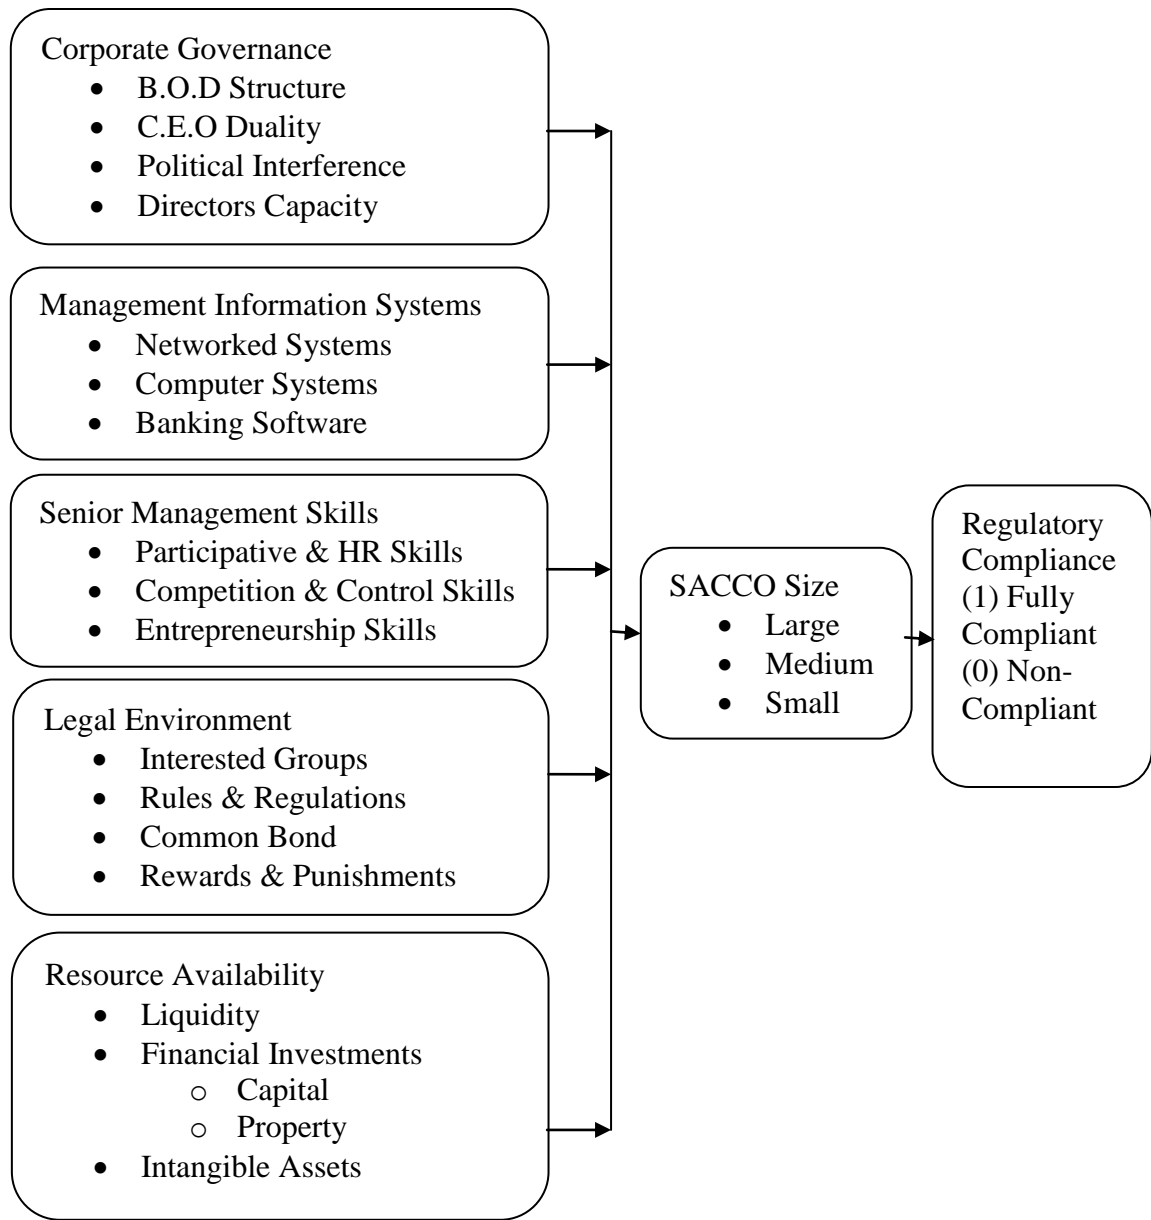 Corporate Governance
• B.O.D Structure
• C.E.O Duality
• Political Interference
• Directors Capacity
Management Information Systems
• Networked Systems
• Computer Systems
• Banking Software
Senior Management Skills
• Participative & HR Skills
• Competition & Control Skills
• Entrepreneurship Skills
Legal Environment
• Interested Groups
• Rules & Regulations
• Common Bond
• Rewards & Punishments
Resource Availability
• Liquidity
• Financial Investments
o Capital
o Property
• Intangible Assets
SACCO Size
• Large
• Medium
• Small
Regulatory
Compliance
(1) Fully
Compliant
(0) Non-
Compliant